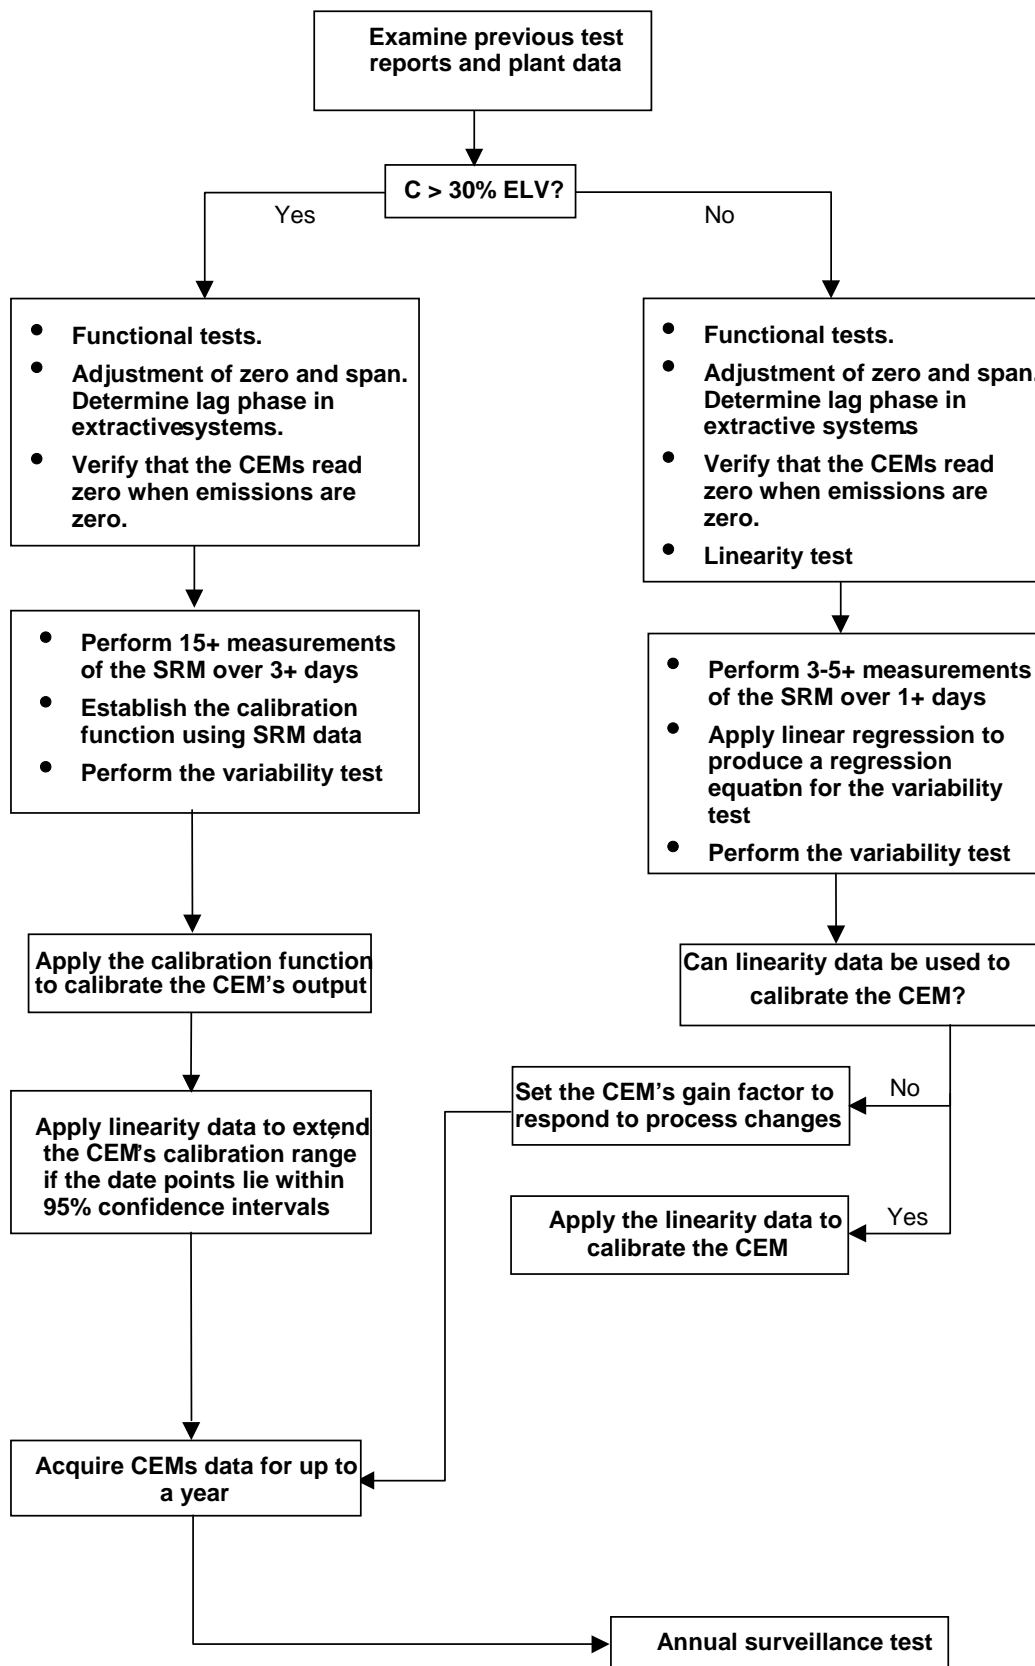 Examine previous test
reports and plant data
C > 30% ELV?
Yes
No
• Functional tests.
• Adjustment of zero and span.
Determine lag phase in
extractivesystems.
• Verify that the CEMs read
zero when emissions are
zero.
• Functional tests.
• Adjustment of zero and span.
Determine lag phase in
extractive systems
• Verify that the CEMs read
zero when emissions are
zero.
• Linearity test
• Perform 15+ measurements
of the SRM over 3+ days
• Establish the calibration
function using SRM data
• Perform the variability test
• Perform 3-5+ measurements
of the SRM over 1+ days
• Apply linear regression to
produce a regression
equation for the variability
test
• Perform the variability test
Apply the calibration function
to calibrate the CEM's output
Can linearity data be used to
calibrate the CEM?
Apply linearity data to extend
the CEM's calibration range
if the date points lie within
95% confidence intervals
Set the CEM's gain factor to
respond to process changes
No
Apply the linearity data to
calibrate the CEM
Yes
Acquire CEMs data for up to
a year
Annual surveillance test